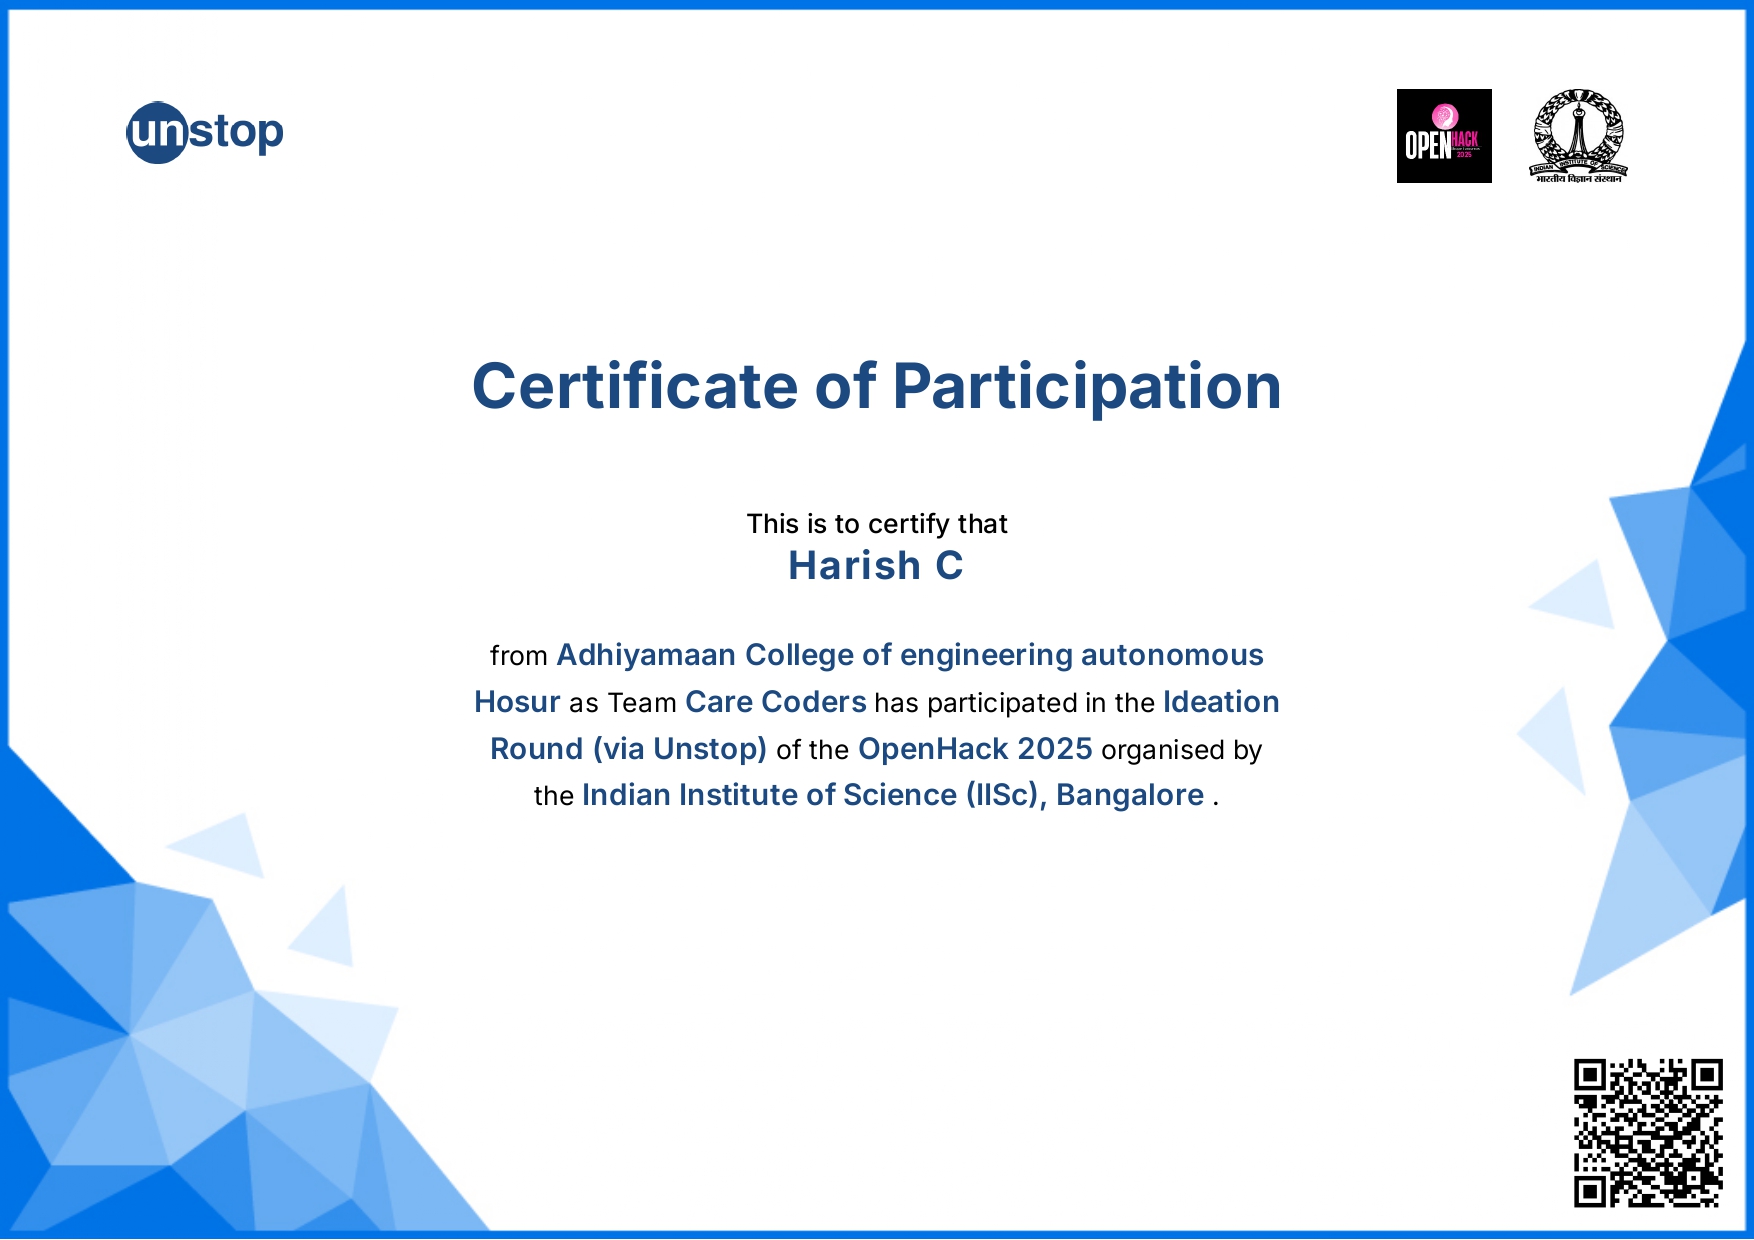 unstop
OPENHACK
2025
INDIAN INSTITUTE OF SCIENCE
भारतीय विज्ञान संस्थान
Certificate of Participation
This is to certify that
Harish C
from Adhiyamaan College of engineering autonomous
Hosur as Team Care Coders has participated in the Ideation
Round (via Unstop) of the OpenHack 2025 organised by
the Indian Institute of Science (IISc), Bangalore .